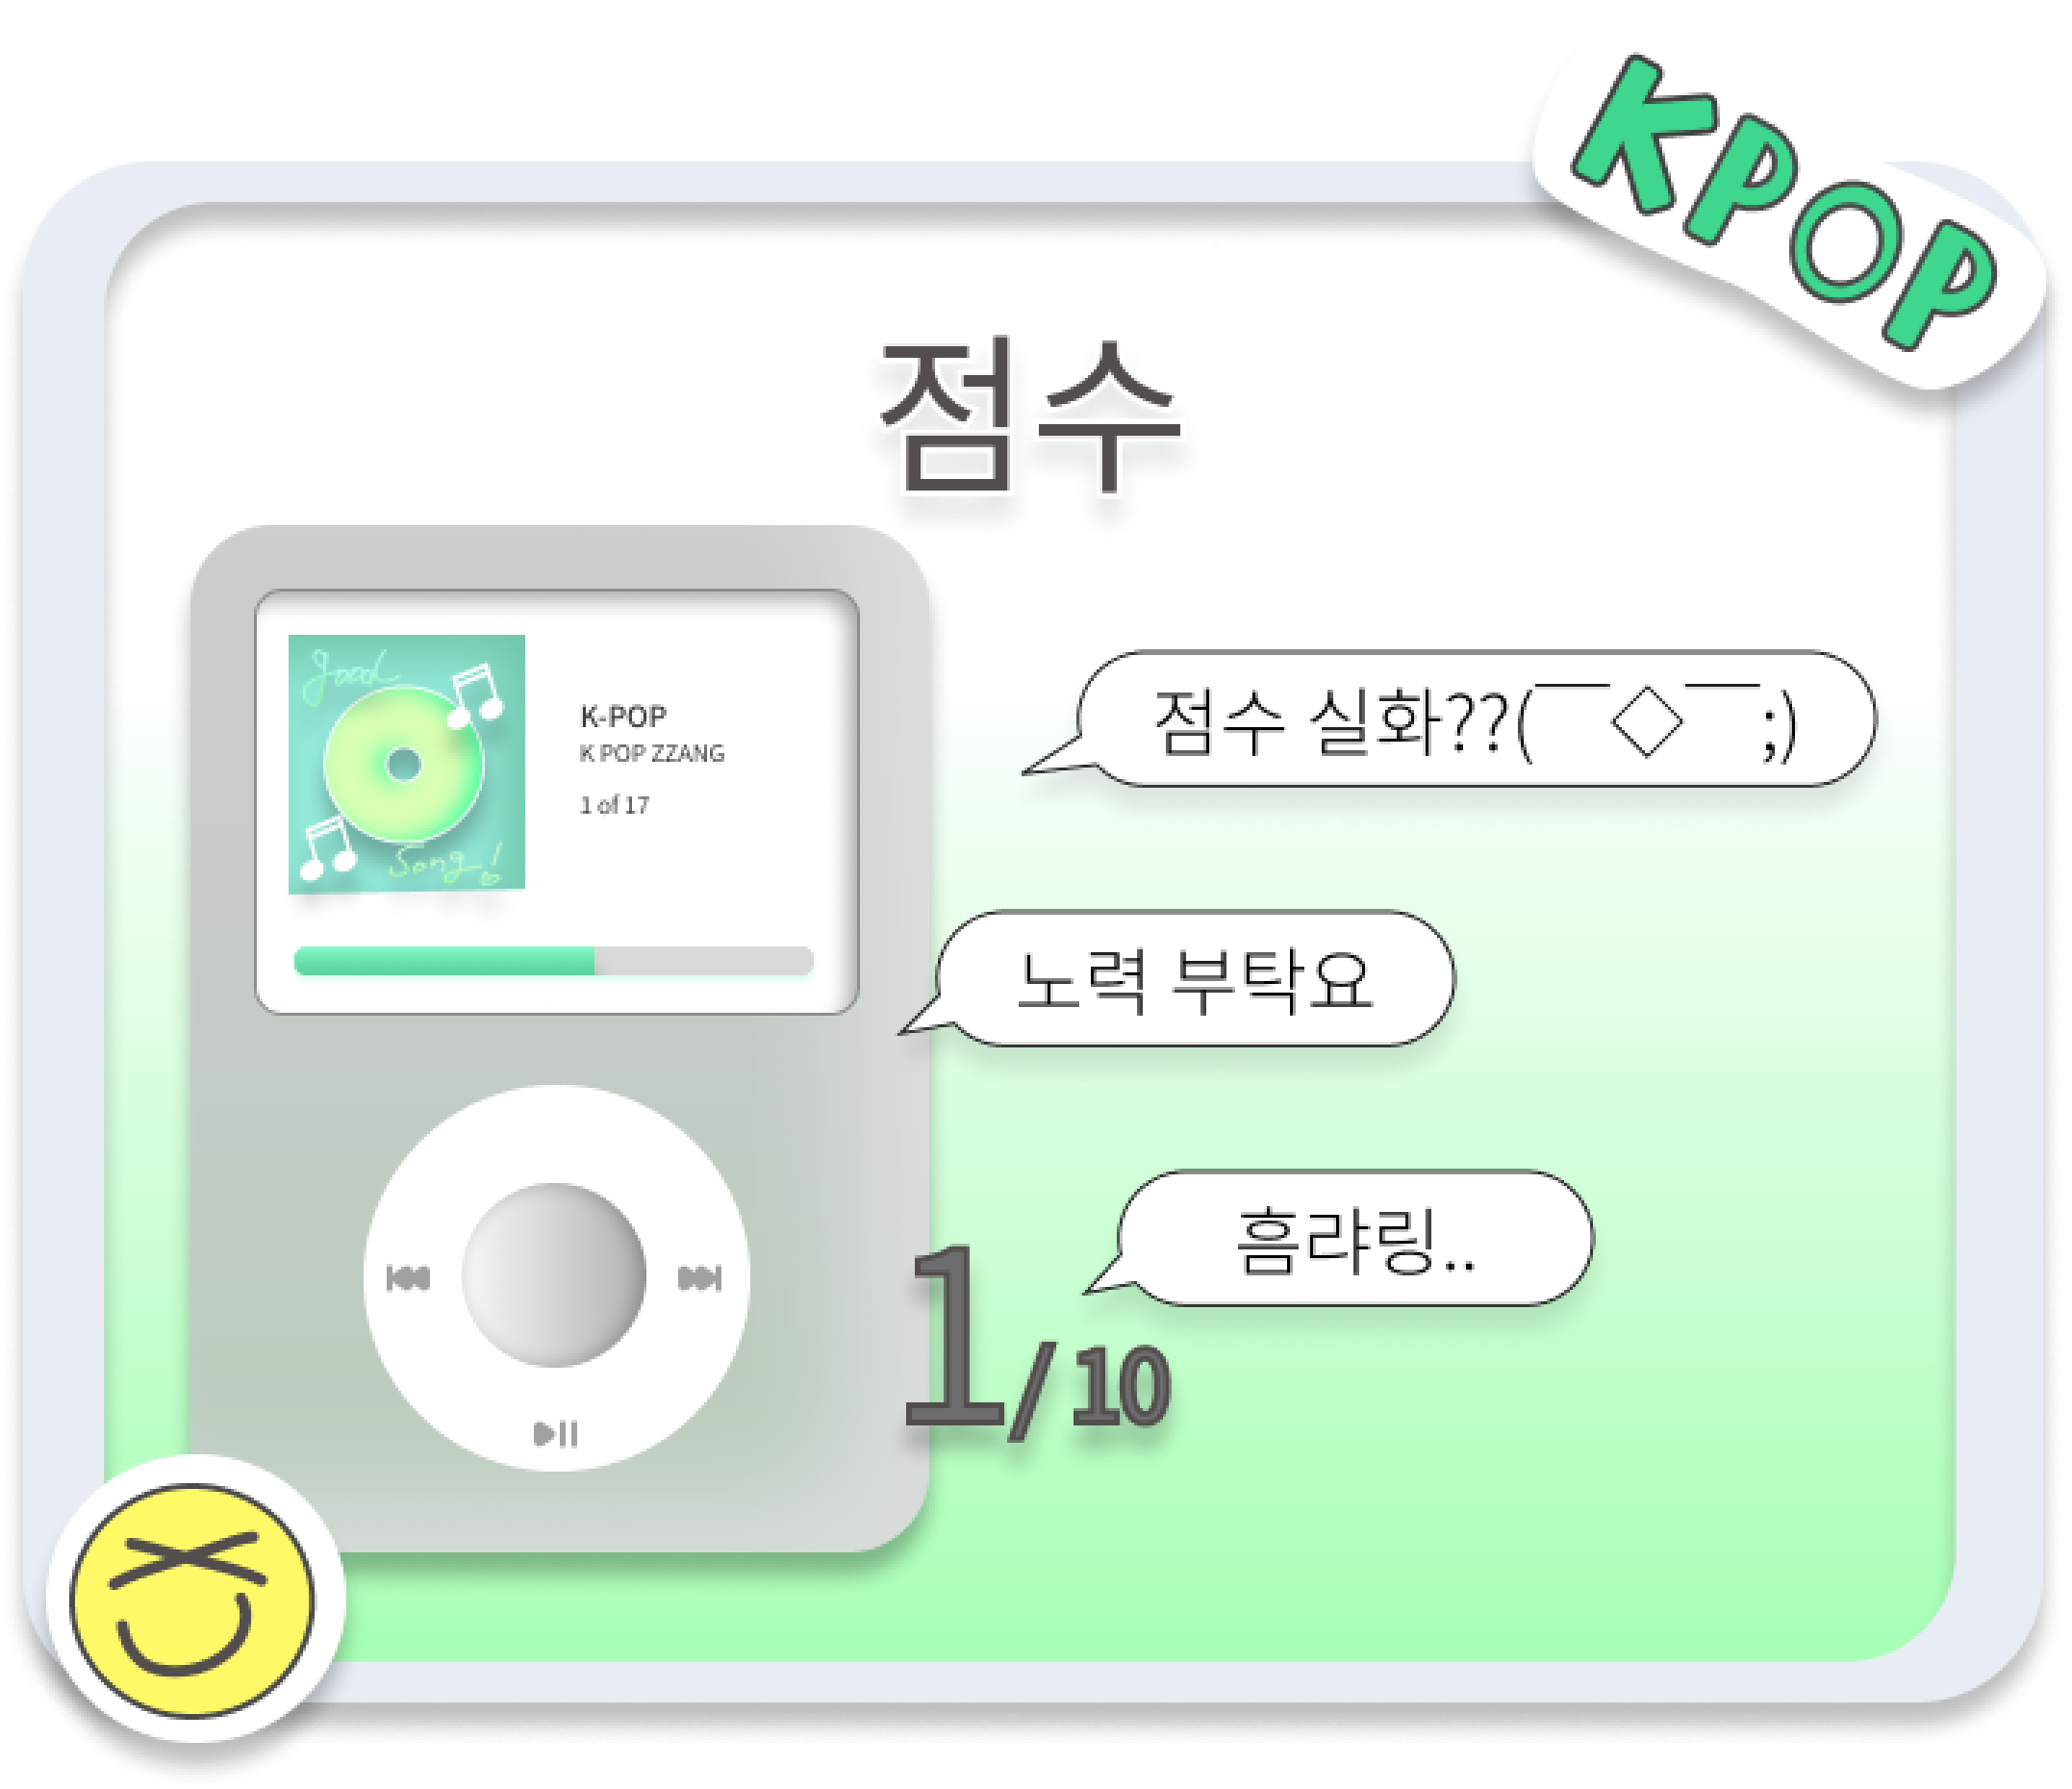 KPOP
점수
good
Song!
K-POP
K POP ZZANG
1 of 17
점수 실화??(￣◇￣;)
노력 부탁요
흠랴링..
1/10